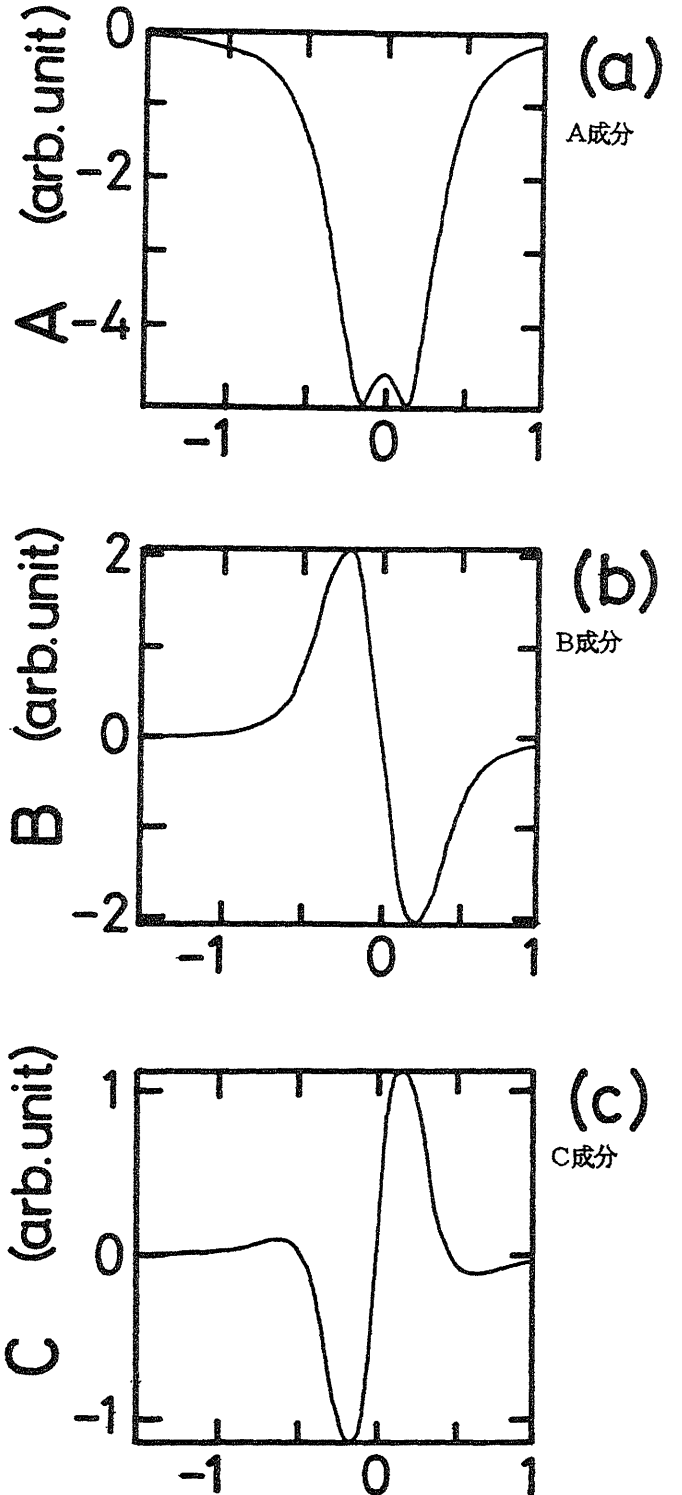 A (arb. unit)
0
-2
-4
-1 0 1
(a)
A成分
B (arb. unit)
2
0
-2
-1 0 1
(b)
B成分
C (arb. unit)
1
0
-1
-1 0 1
(c)
C成分